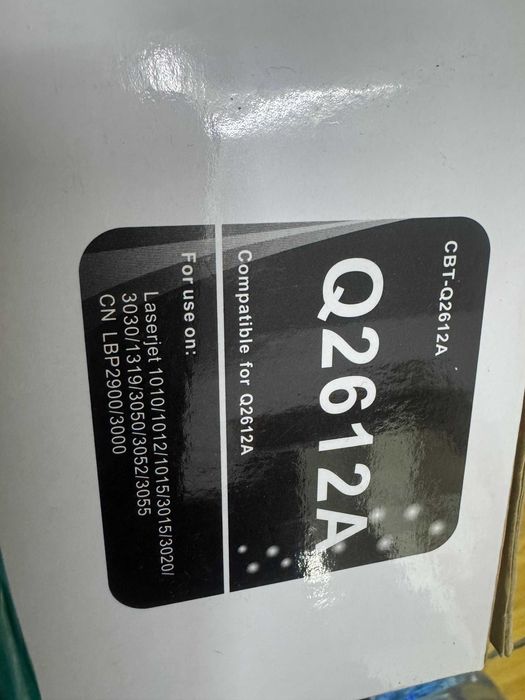 CBT-Q2612A
Q2612A
Compatible for Q2612A
For use on:
Laserjet 1010/1012/1015/3015/3020/
3030/1319/3050/3052/3055
CN LBP2900/3000